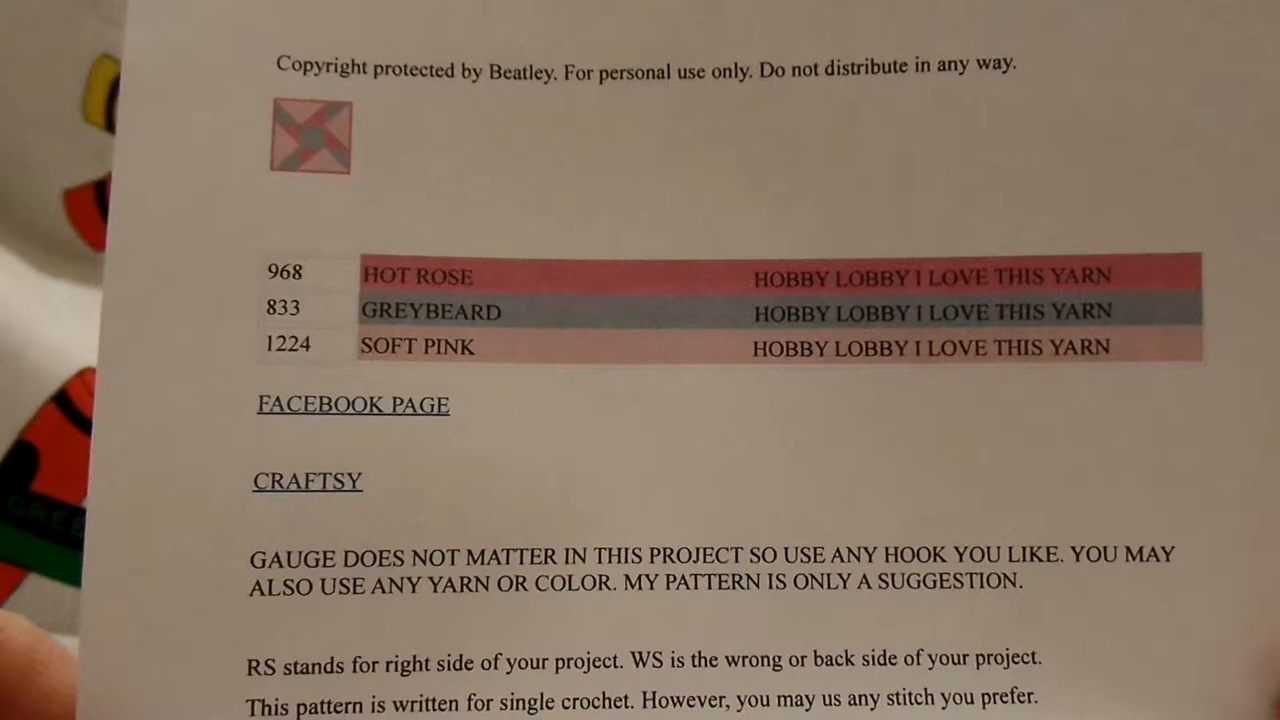 Copyright protected by Beatley. For personal use only. Do not distribute in any way.
968 HOT ROSE HOBBY LOBBY I LOVE THIS YARN
833 GREYBEARD HOBBY LOBBY I LOVE THIS YARN
1224 SOFT PINK HOBBY LOBBY I LOVE THIS YARN
FACEBOOK PAGE
CRAFTSY
GAUGE DOES NOT MATTER IN THIS PROJECT SO USE ANY HOOK YOU LIKE. YOU MAY
ALSO USE ANY YARN OR COLOR. MY PATTERN IS ONLY A SUGGESTION.
RS stands for right side of your project. WS is the wrong or back side of your project.
This pattern is written for single crochet. However, you may us any stitch you prefer.